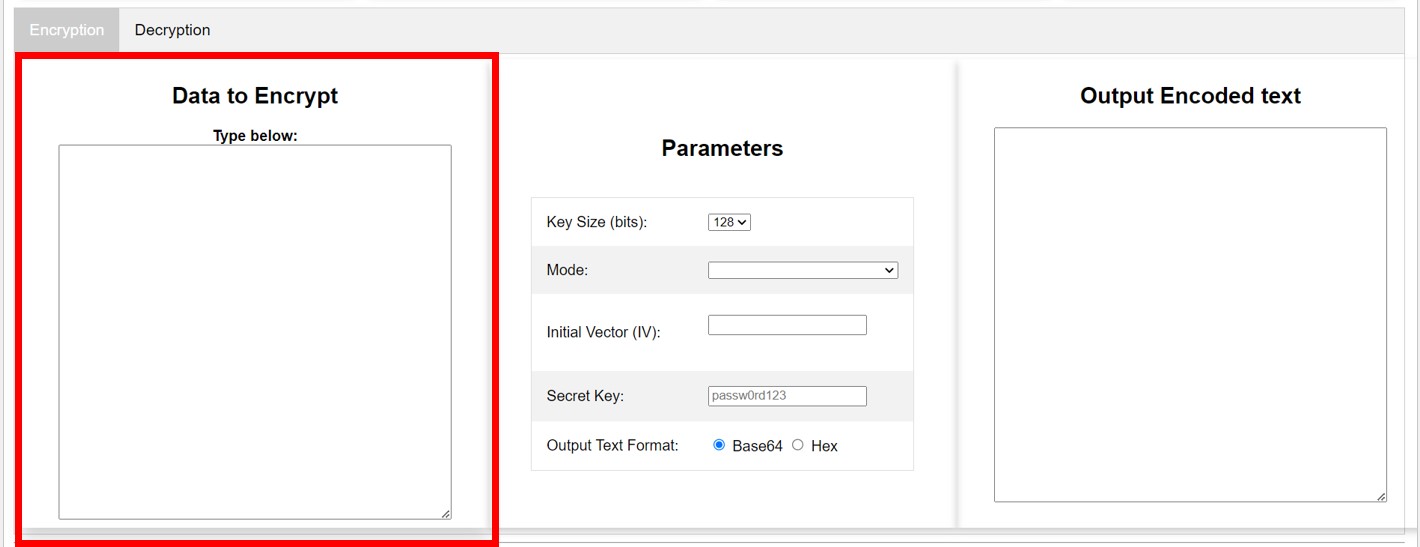 Encryption Decryption
Data to Encrypt
Type below:
Parameters
Key Size (bits): 128
Mode:
Initial Vector (IV):
Secret Key: passw0rd123
Output Text Format: Base64 Hex
Output Encoded text